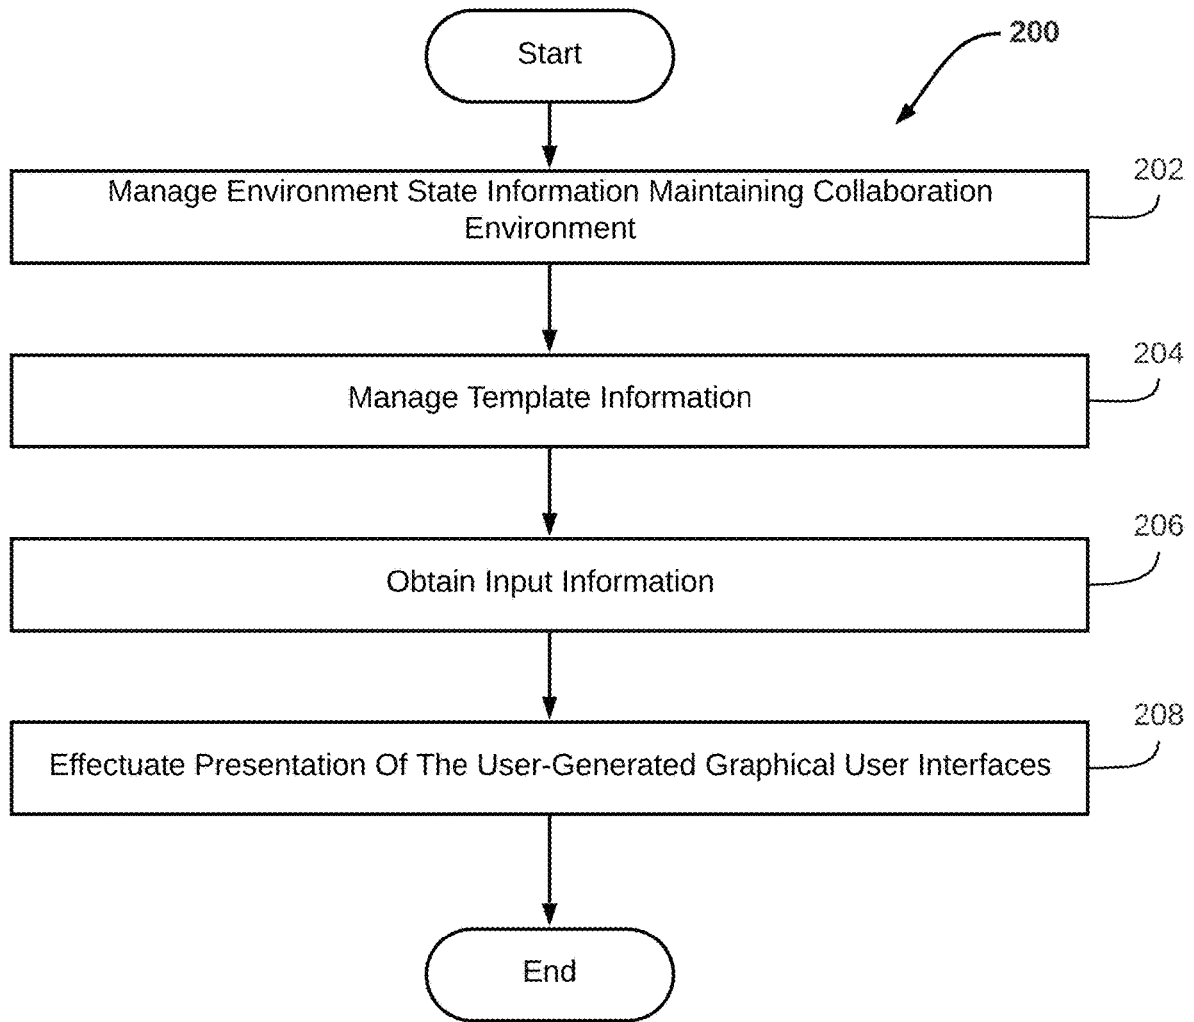 Start
200
202
Manage Environment State Information Maintaining Collaboration
Environment
204
Manage Template Information
206
Obtain Input Information
208
Effectuate Presentation Of The User-Generated Graphical User Interfaces
End